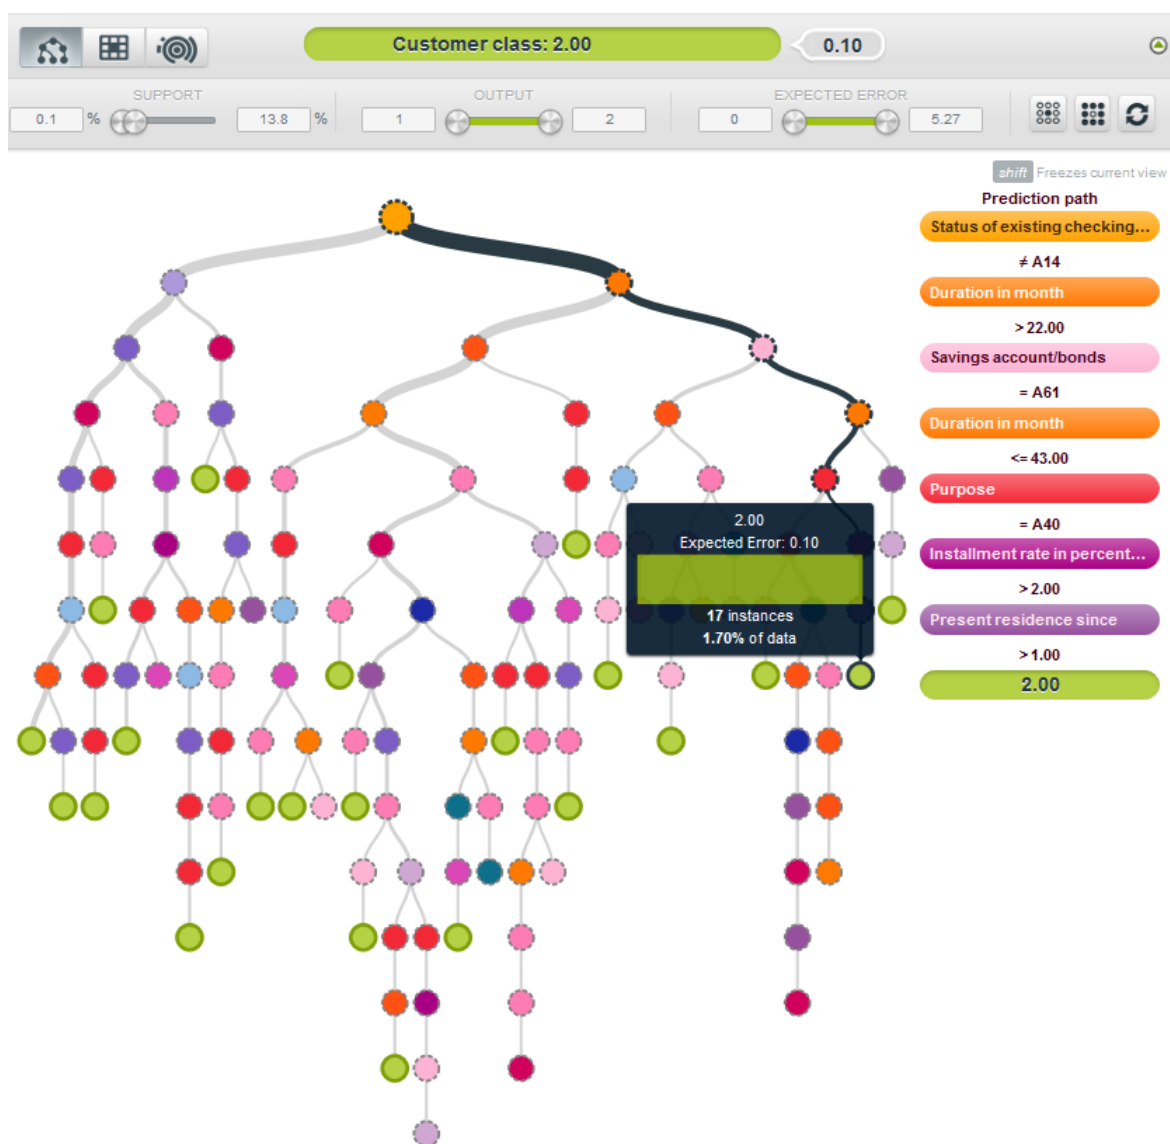 Customer class: 2.00
0.10
SUPPORT
OUTPUT
EXPECTED ERROR
0.1 % 13.8 %
1 2
0 5.27
shift Freezes current view
Prediction path
Status of existing checking...
≠ A14
Duration in month
> 22.00
Savings account/bonds
= A61
Duration in month
<= 43.00
Purpose
= A40
Installment rate in percent...
> 2.00
Present residence since
> 1.00
2.00
2.00
Expected Error: 0.10
17 instances
1.70% of data